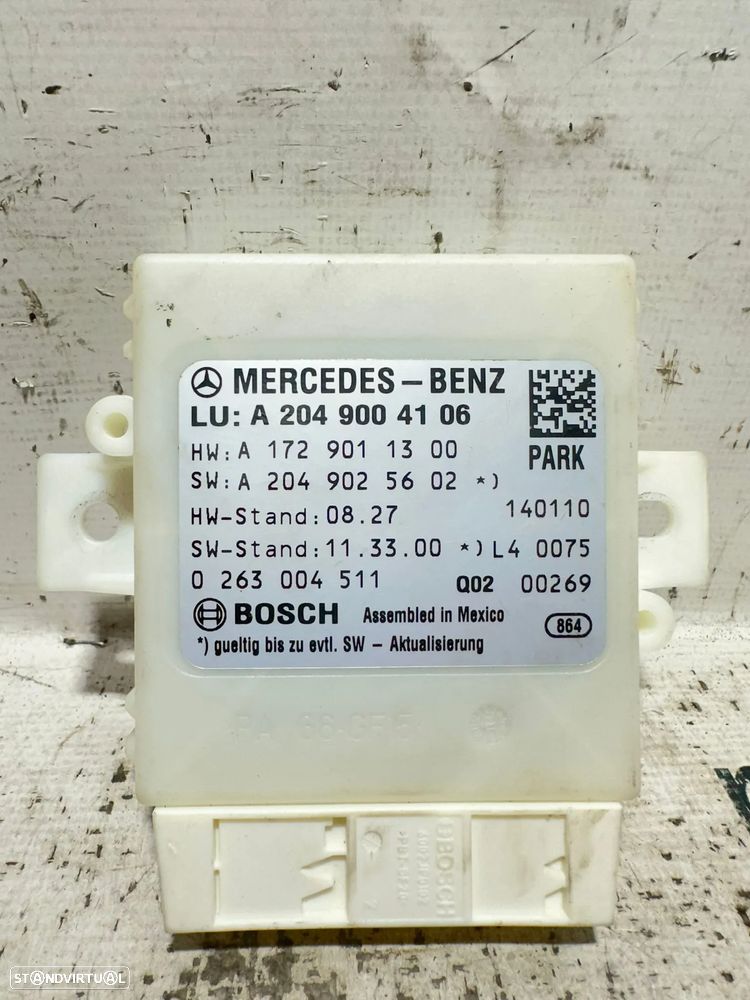 MERCEDES-BENZ
LU: A 204 900 41 06
HW: A 172 901 13 00
PARK
SW: A 204 902 56 02 *)
HW-Stand: 08.27 140110
SW-Stand: 11.33.00 *) L4 0075
0 263 004 511 Q02 00269
BOSCH Assembled in Mexico 864
*) gueltig bis zu evtl. SW - Aktualisierung
BOSCH
STANDVIRTUAL